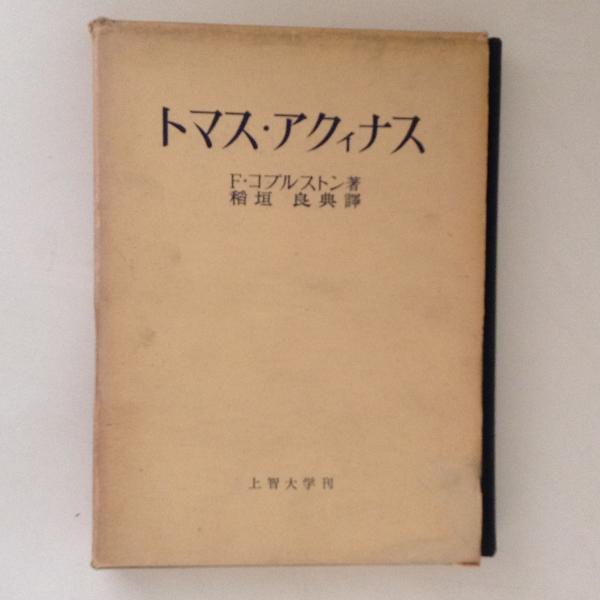 トマス・アクィナス
F・コプルストン著
稻垣良典譯
上智大学刊